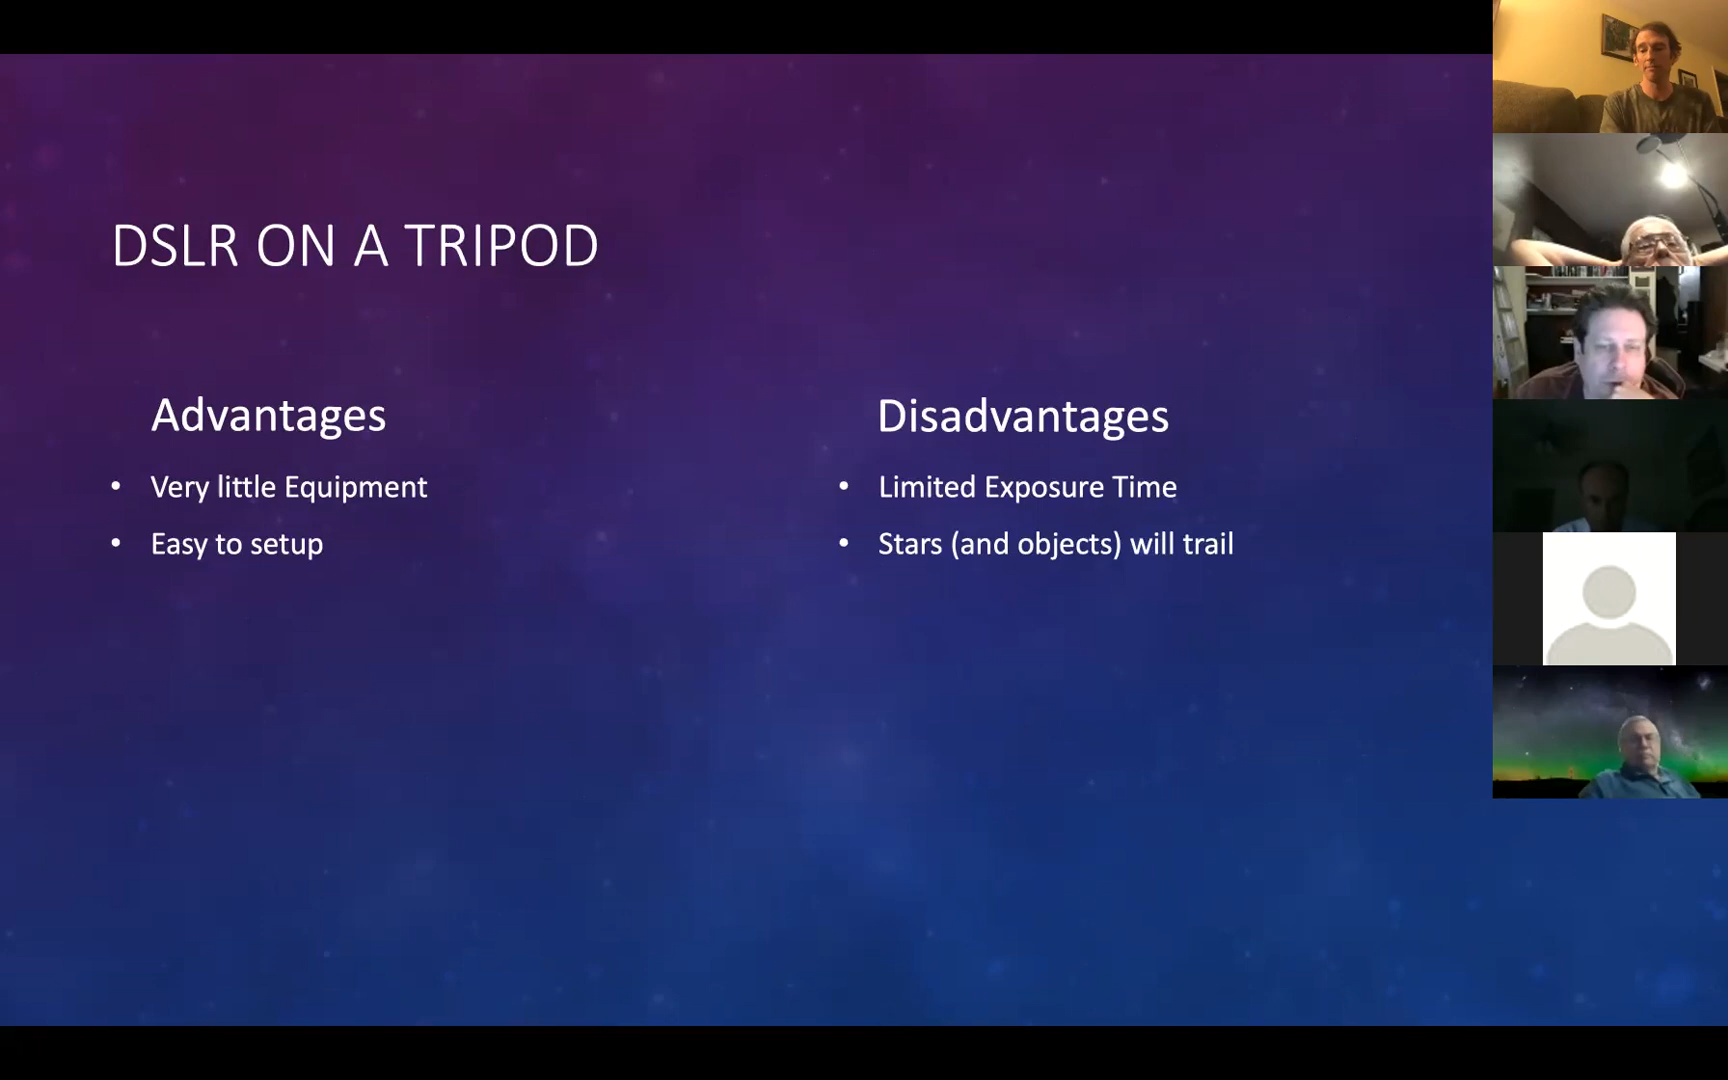 DSLR ON A TRIPOD
Advantages
• Very little Equipment
• Easy to setup
Disadvantages
• Limited Exposure Time
• Stars (and objects) will trail